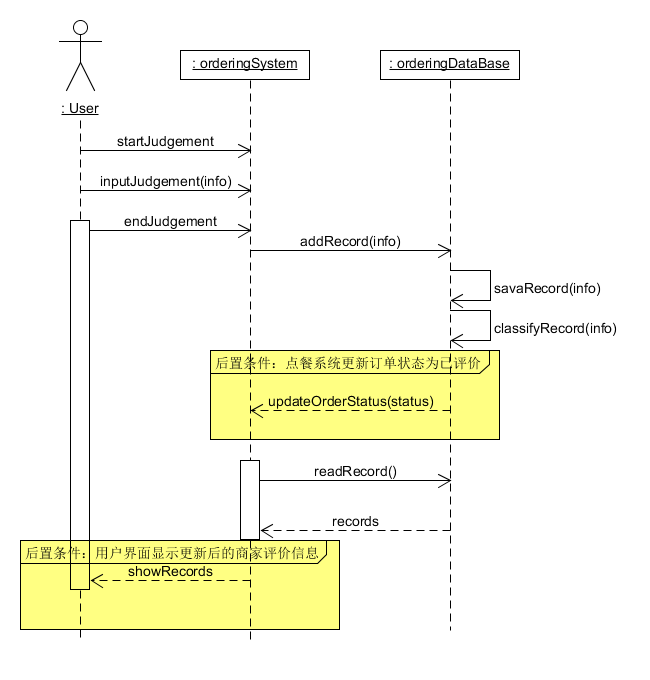 : orderingSystem
: orderingDataBase
: User
startJudgement
inputJudgement(info)
endJudgement
addRecord(info)
savaRecord(info)
classifyRecord(info)
后置条件：点餐系统更新订单状态为已评价
updateOrderStatus(status)
readRecord()
records
后置条件：用户界面显示更新后的商家评价信息
showRecords